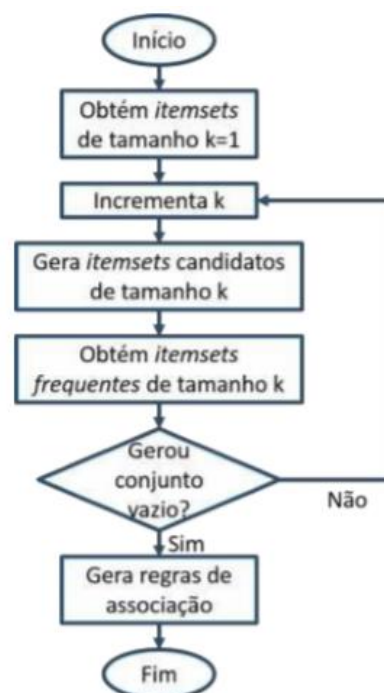 Início
Obtém itemsets
de tamanho k=1
Incrementa k
Gera itemsets candidatos
de tamanho k
Obtém itemsets
frequentes de tamanho k
Gerou
conjunto
vazio?
Não
Sim
Gera regras de
associação
Fim